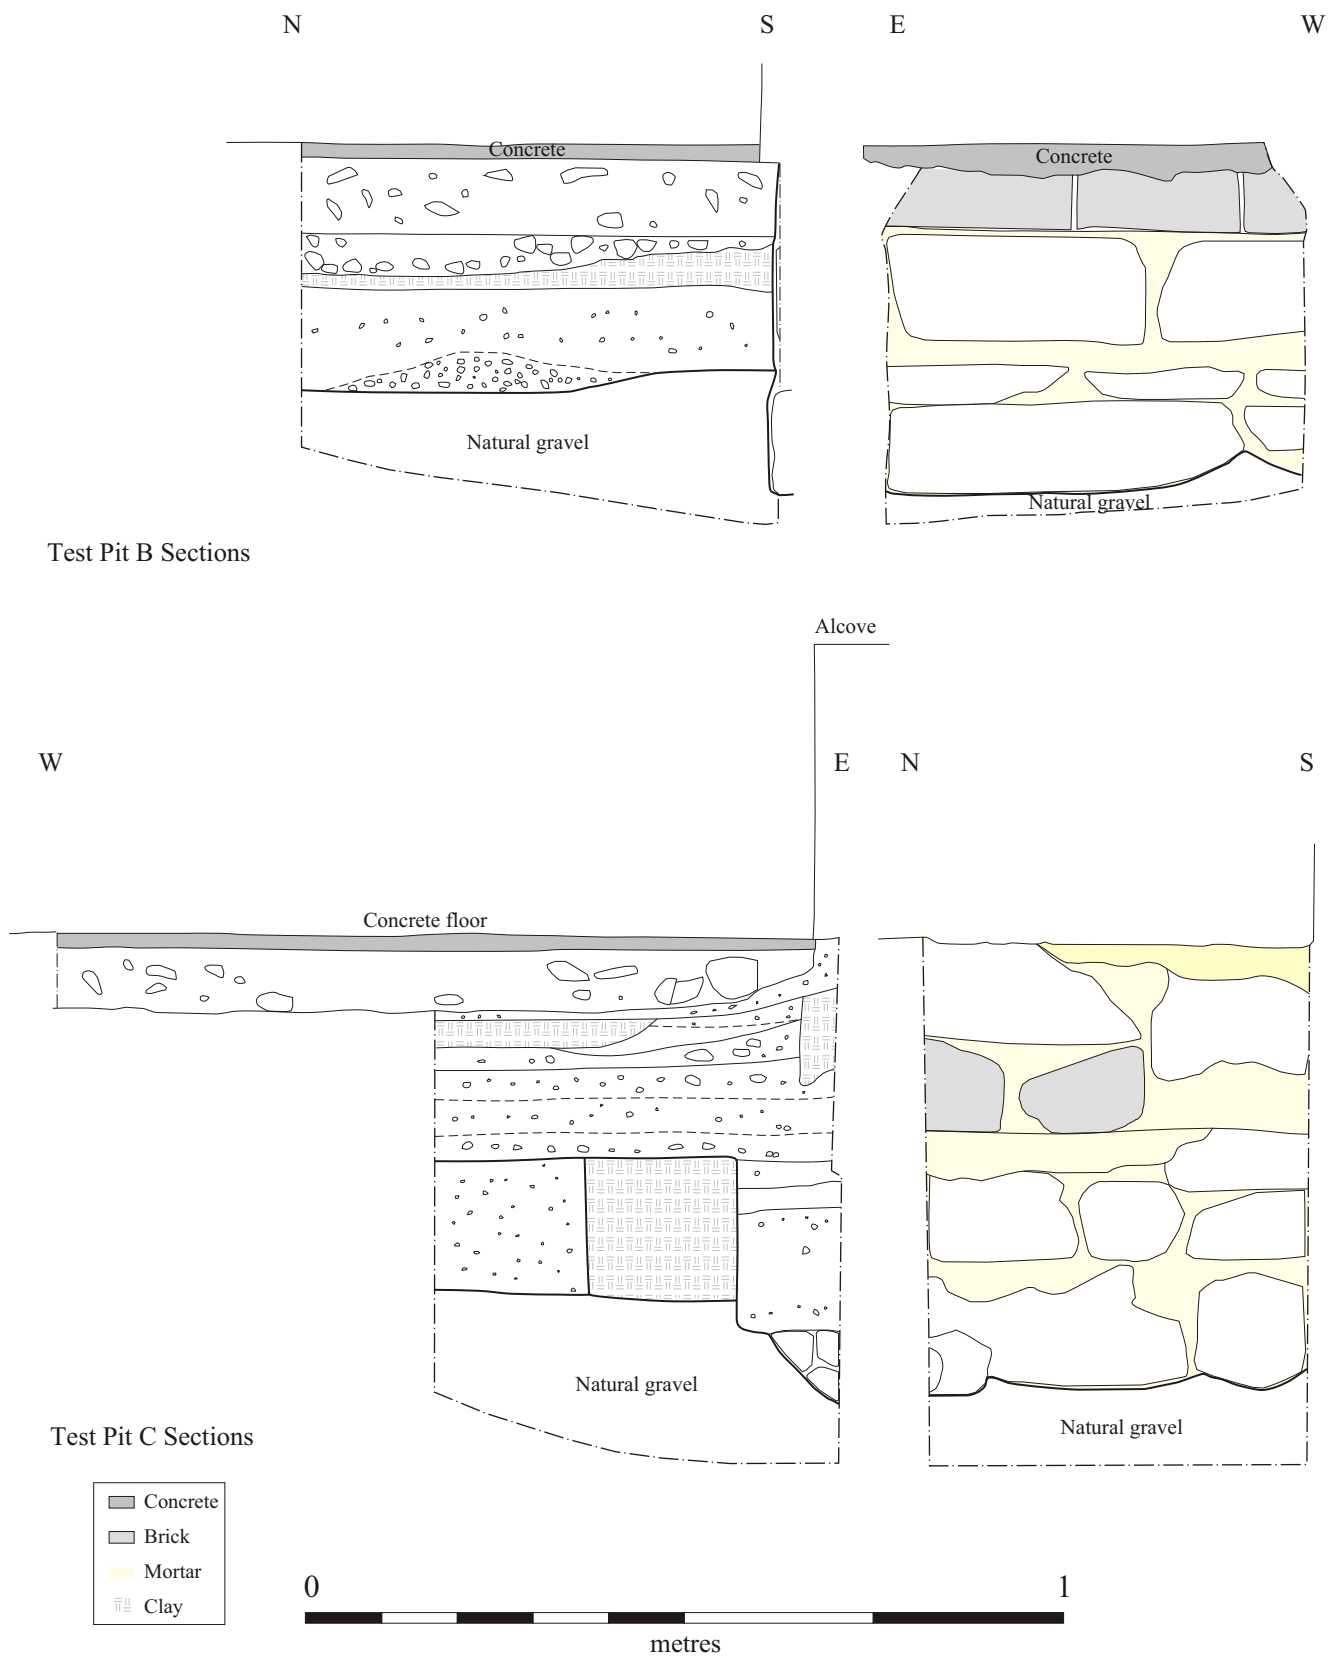 N S E W
Concrete
Concrete
Natural gravel
Natural gravel
Test Pit B Sections
Alcove
W E N S
Concrete floor
Natural gravel
Natural gravel
Test Pit C Sections
Concrete
Brick
Mortar
Clay
0 1
metres